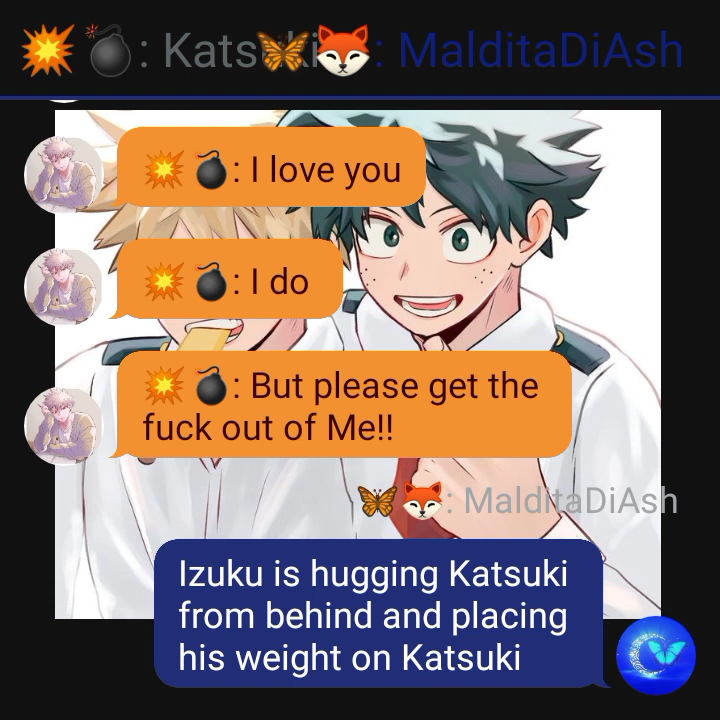 💥💣: Katsuki
🦋🦊: MalditaDiAsh
💥💣: I love you
💥💣: I do
💥💣: But please get the
fuck out of Me!!
🦋🦊: MalditaDiAsh
Izuku is hugging Katsuki
from behind and placing
his weight on Katsuki